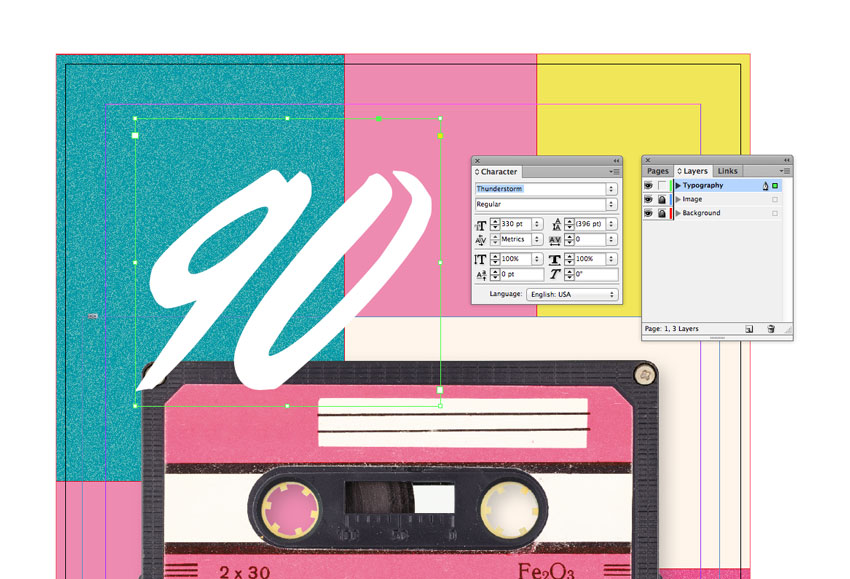 Character
Thunderstorm
Regular
330 pt
(396 pt)
Metrics
0
100%
100%
0 pt
0°
Language: English: USA
Pages
Layers
Links
Typography
Image
Background
Page: 1, 3 Layers
90
2 x 30
Fe2O3